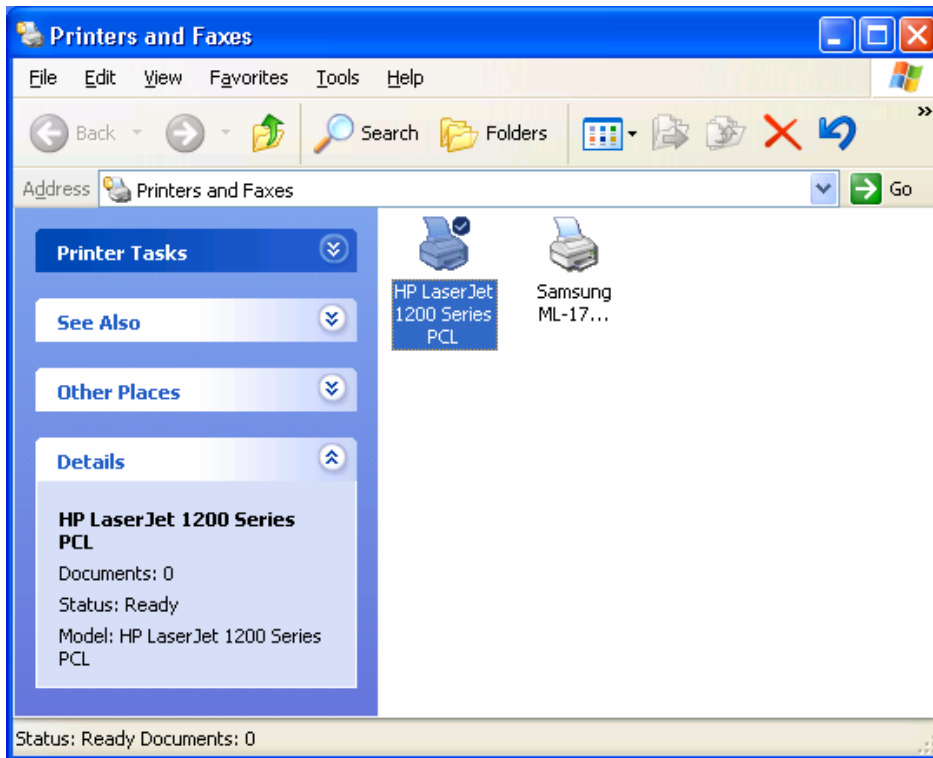 Printers and Faxes
File Edit View Favorites Tools Help
Back Search Folders »
Address Printers and Faxes Go
Printer Tasks
See Also
Other Places
Details
HP LaserJet 1200 Series
PCL
Documents: 0
Status: Ready
Model: HP LaserJet 1200 Series
PCL
HP LaserJet
1200 Series
PCL
Samsung
ML-17...
Status: Ready Documents: 0